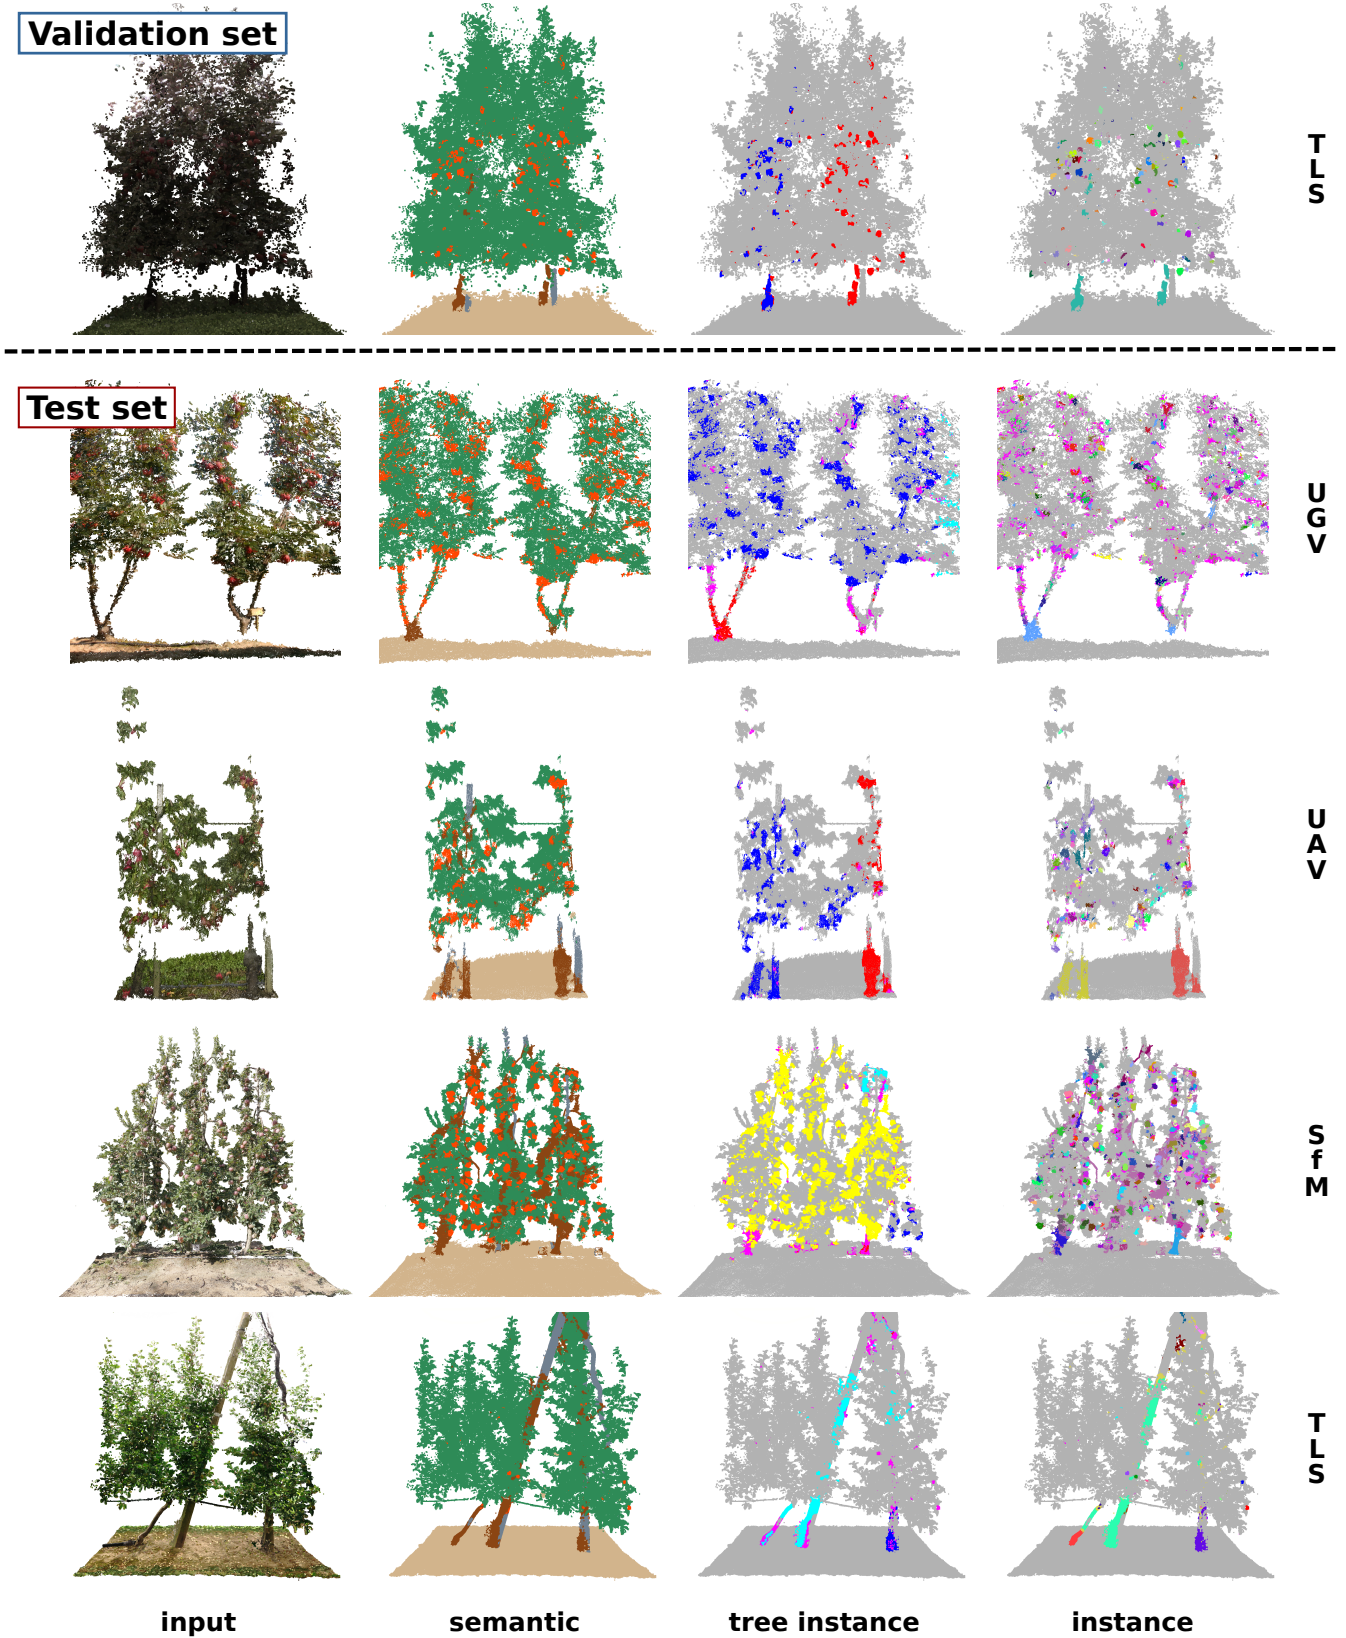 Validation set
TLS
Test set
UGV
UAV
SfM
TLS
input semantic tree instance instance